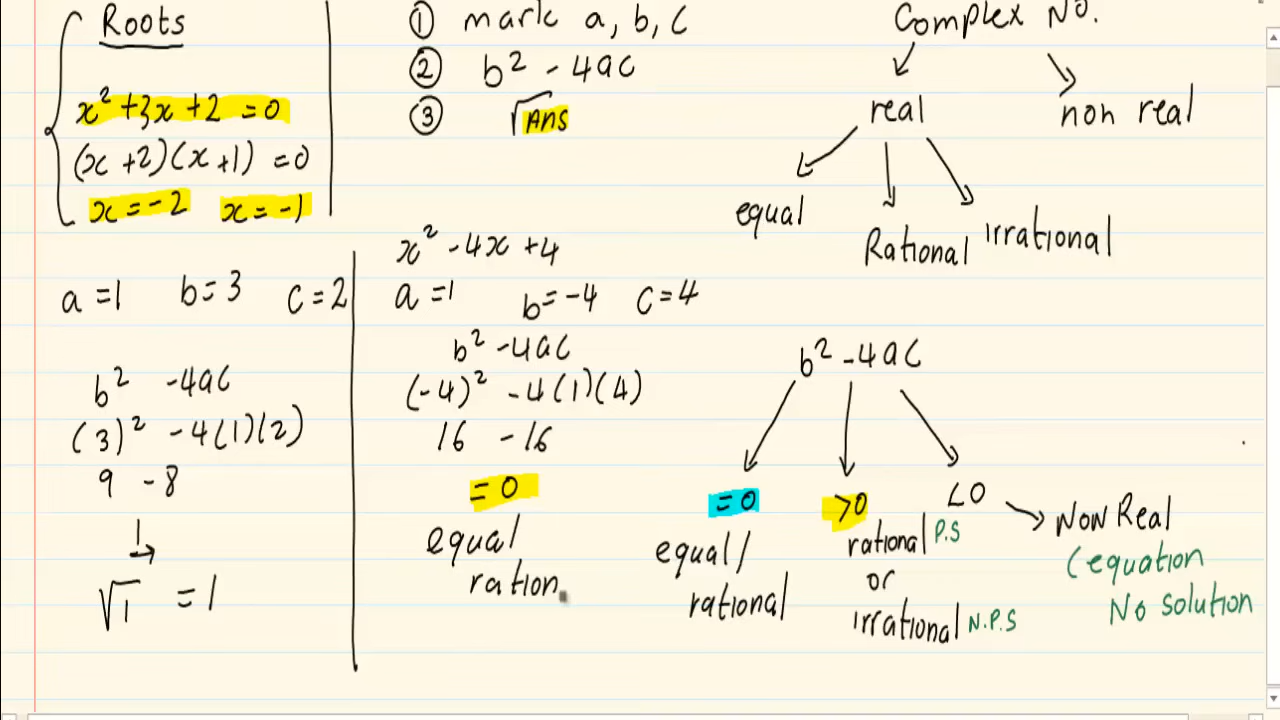 Roots
x² + 3x + 2 = 0
(x + 2)(x + 1) = 0
x = -2 x = -1
① mark a, b, c
② b² - 4ac
③ √Ans
Complex No.
real non real
equal Rational irrational
a = 1 b = 3 c = 2
b² - 4ac
(3)² - 4(1)(2)
9 - 8
1
√1 = 1
x² - 4x + 4
a = 1 b = -4 c = 4
b² - 4ac
(-4)² - 4(1)(4)
16 - 16
= 0
equal
ration
b² - 4ac
= 0 >0 <0
equal/
rational
rational P.S
or
irrational N.P.S
Non Real
(equation
No solution